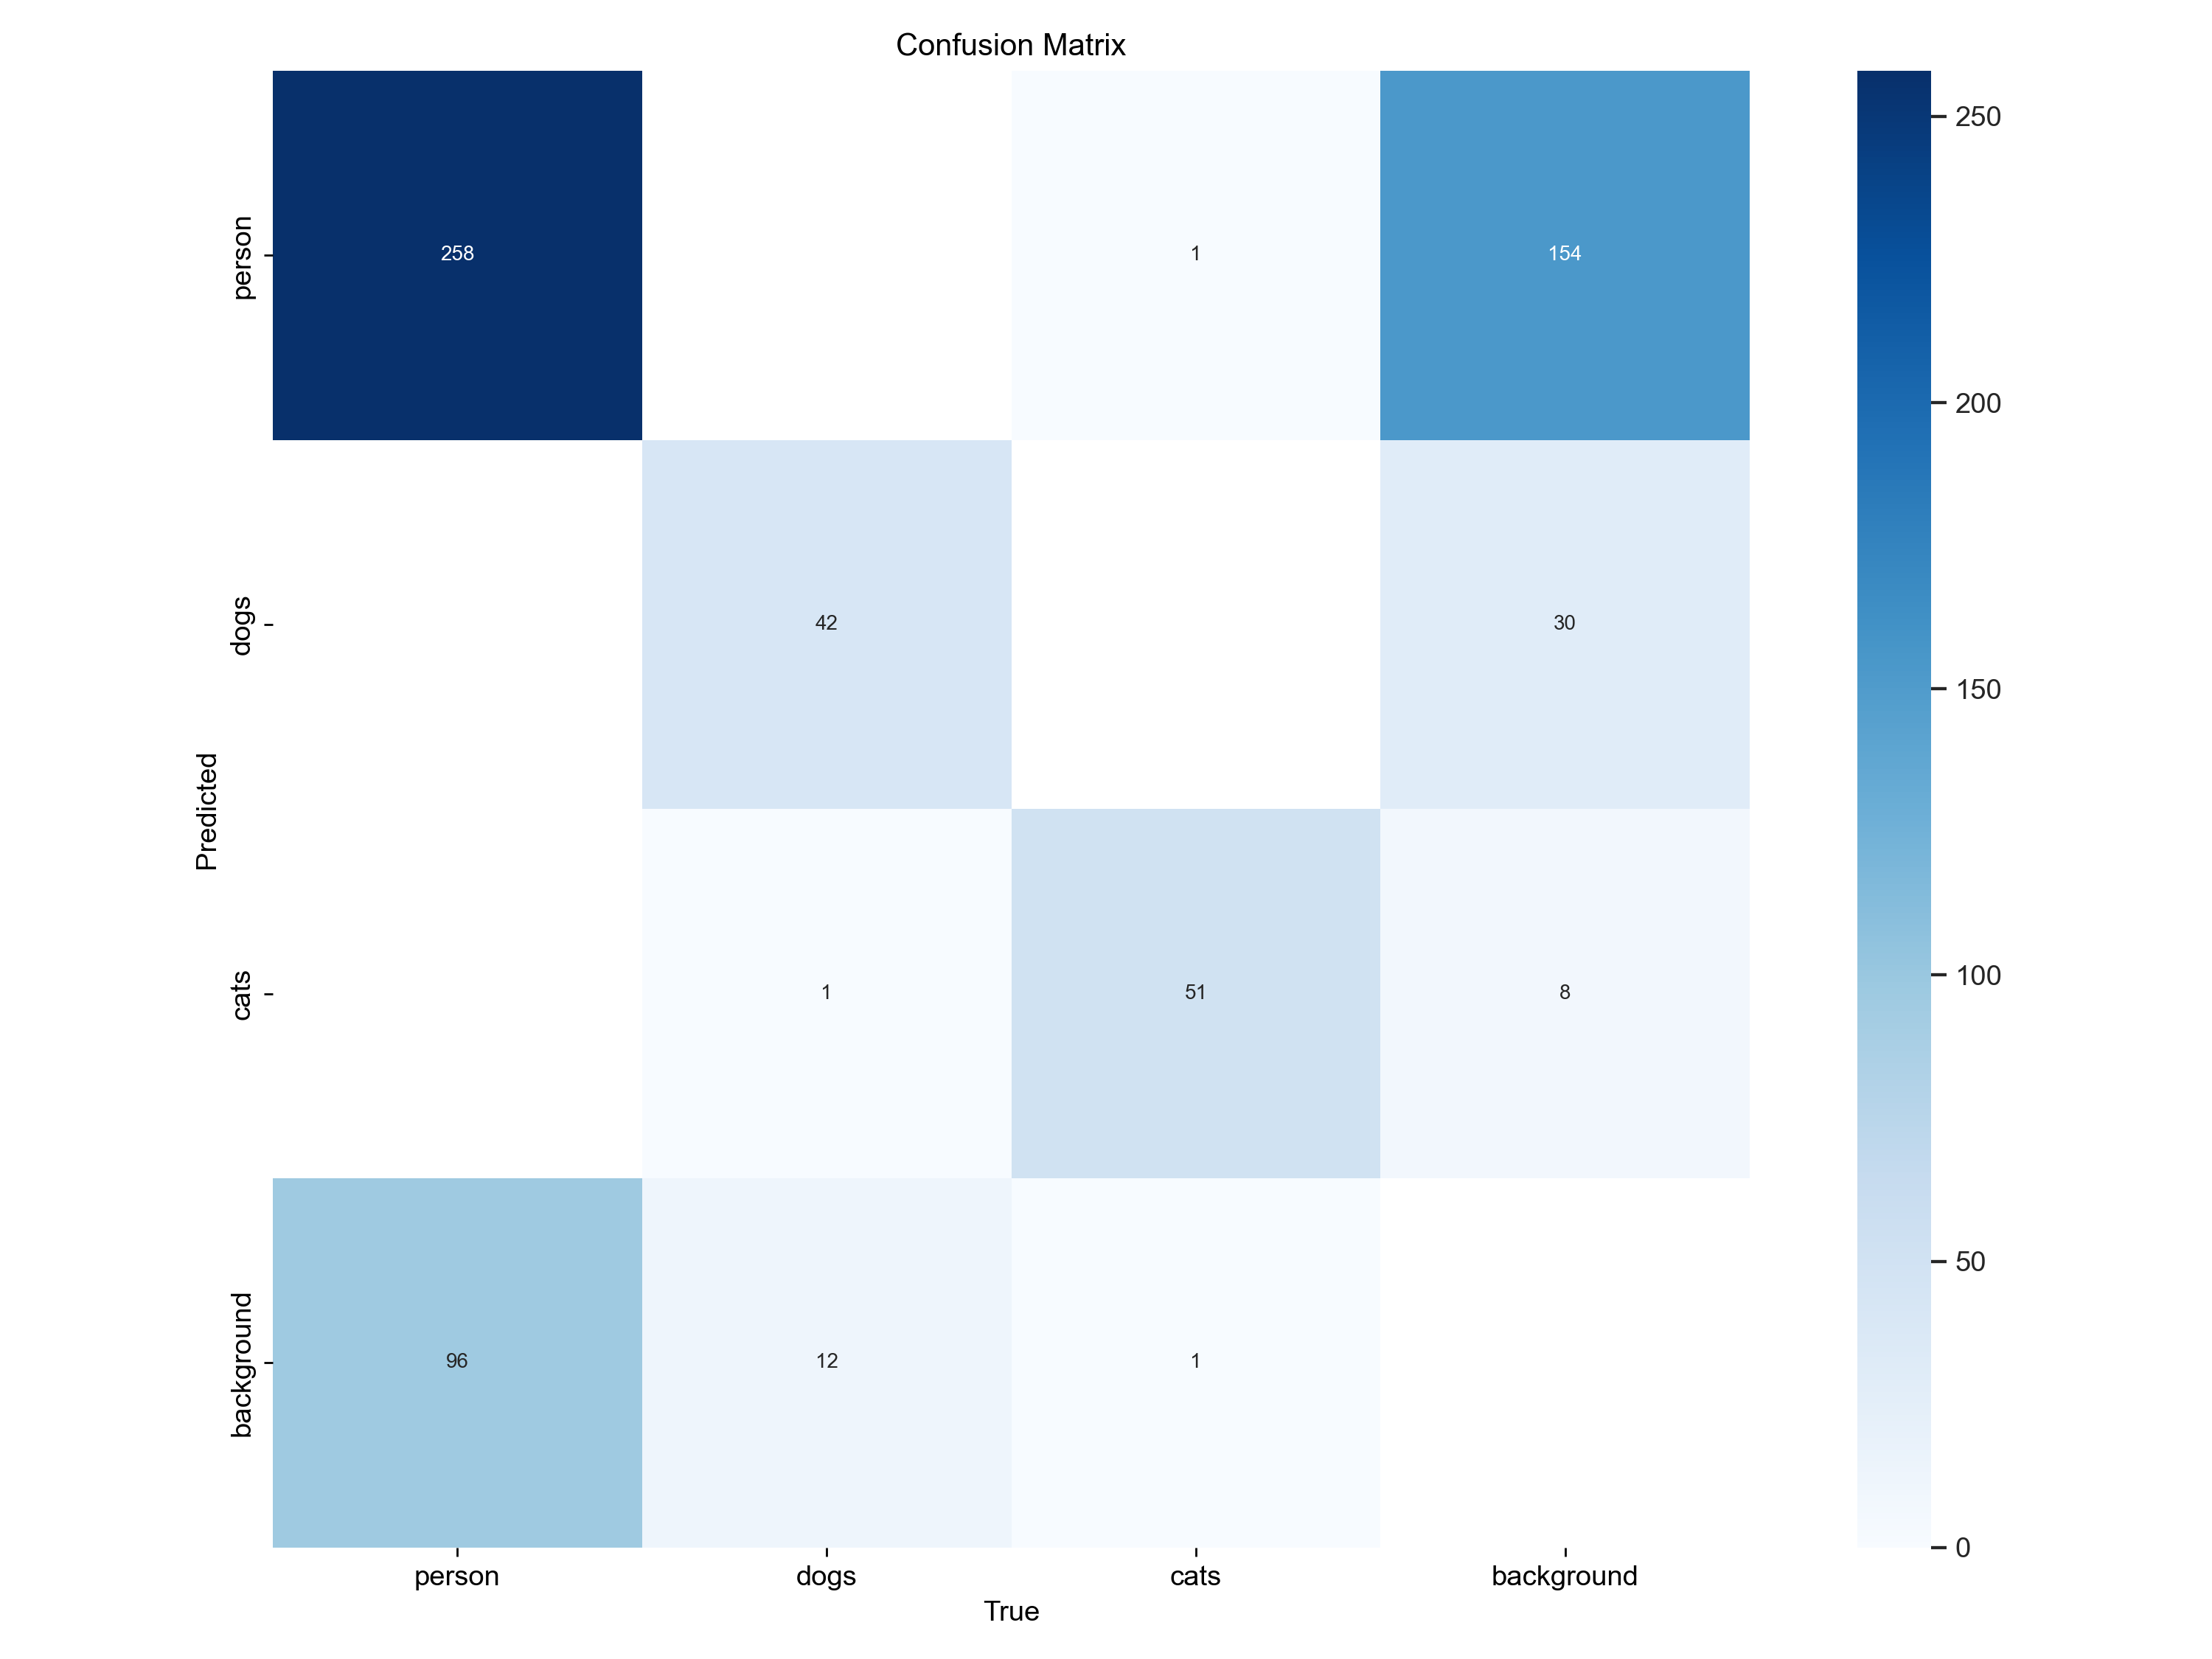 Confusion Matrix
person
258
1
154
dogs
42
30
cats
1
51
8
background
96
12
1
Predicted
person
dogs
cats
background
True
250
200
150
100
50
0